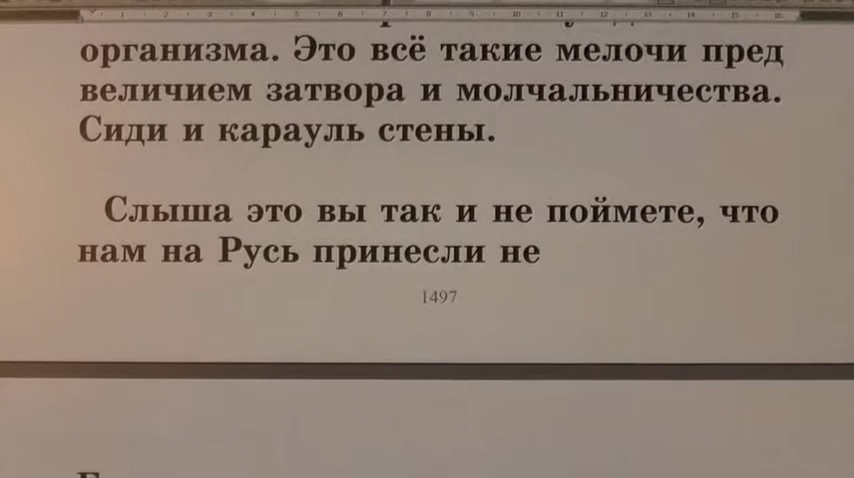 организма. Это всё такие мелочи пред
величием затвора и молчальничества.
Сиди и карауль стены.
Слыша это вы так и не поймете, что
нам на Русь принесли не
1497